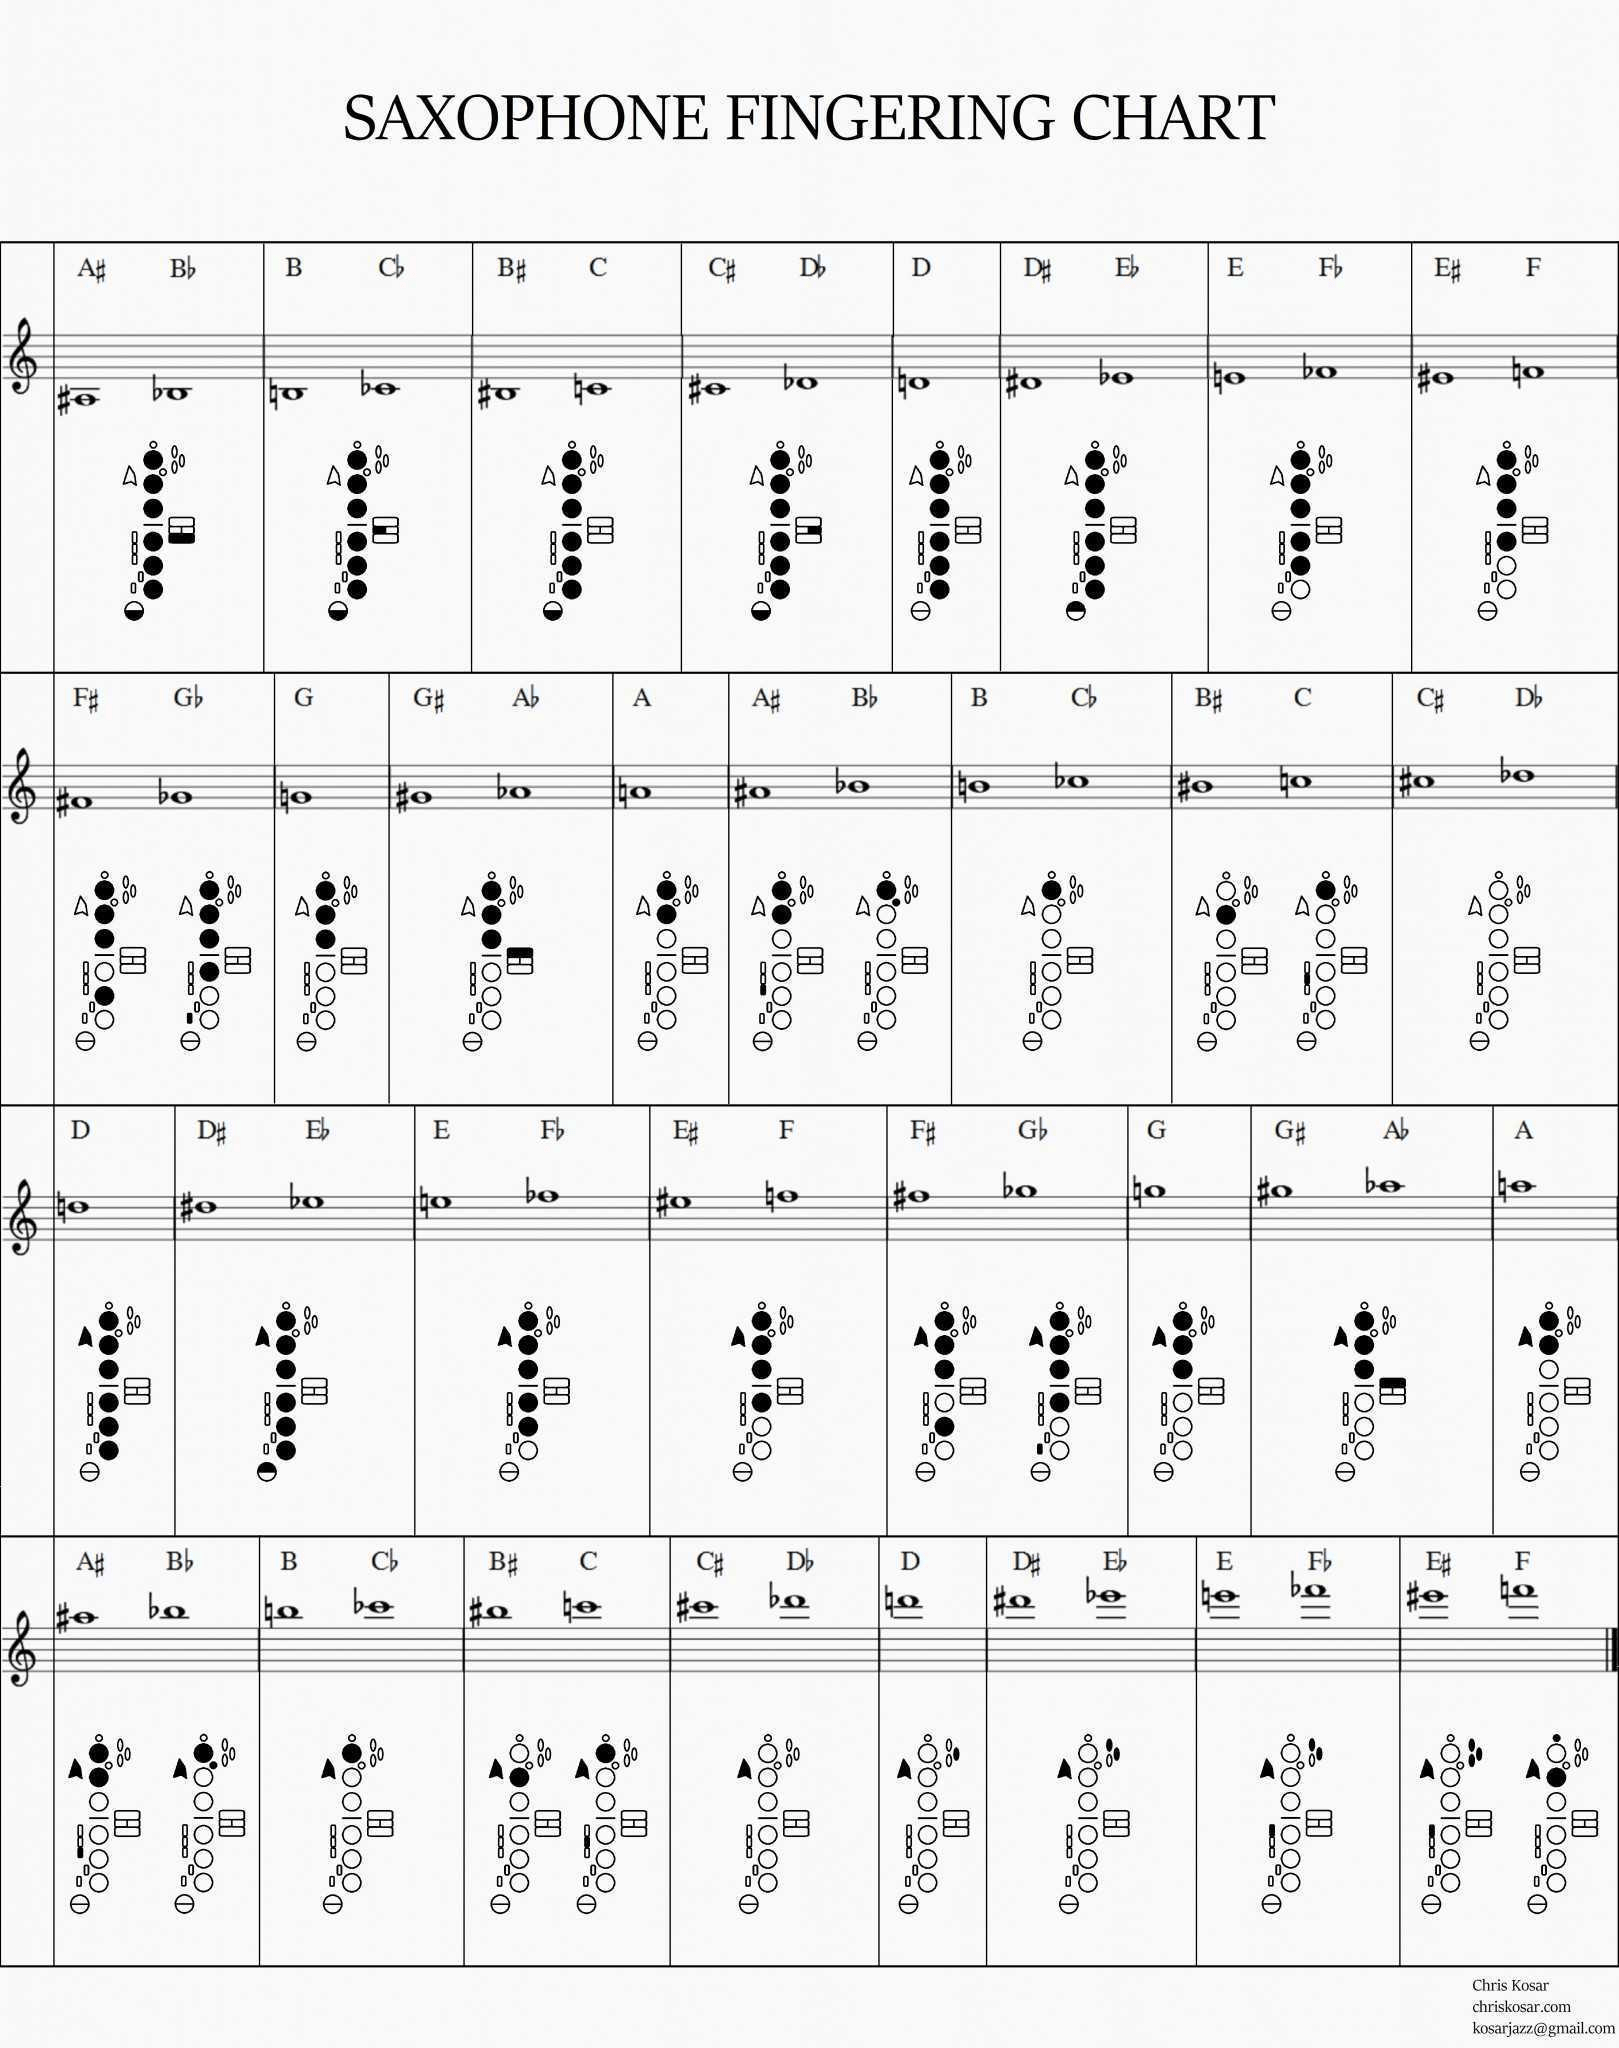 SAXOPHONE FINGERING CHART
A♯ B♭ B C♭ B♯ C C♯ D♭ D D♯ E♭ E F♭ E♯ F
F♯ G♭ G G♯ A♭ A A♯ B♭ B C♭ B♯ C C♯ D♭
D D♯ E♭ E F♭ E♯ F F♯ G♭ G G♯ A♭ A
A♯ B♭ B C♭ B♯ C C♯ D♭ D D♯ E♭ E F♭ E♯ F
Chris Kosar
chriskosar.com
kosarjazz@gmail.com